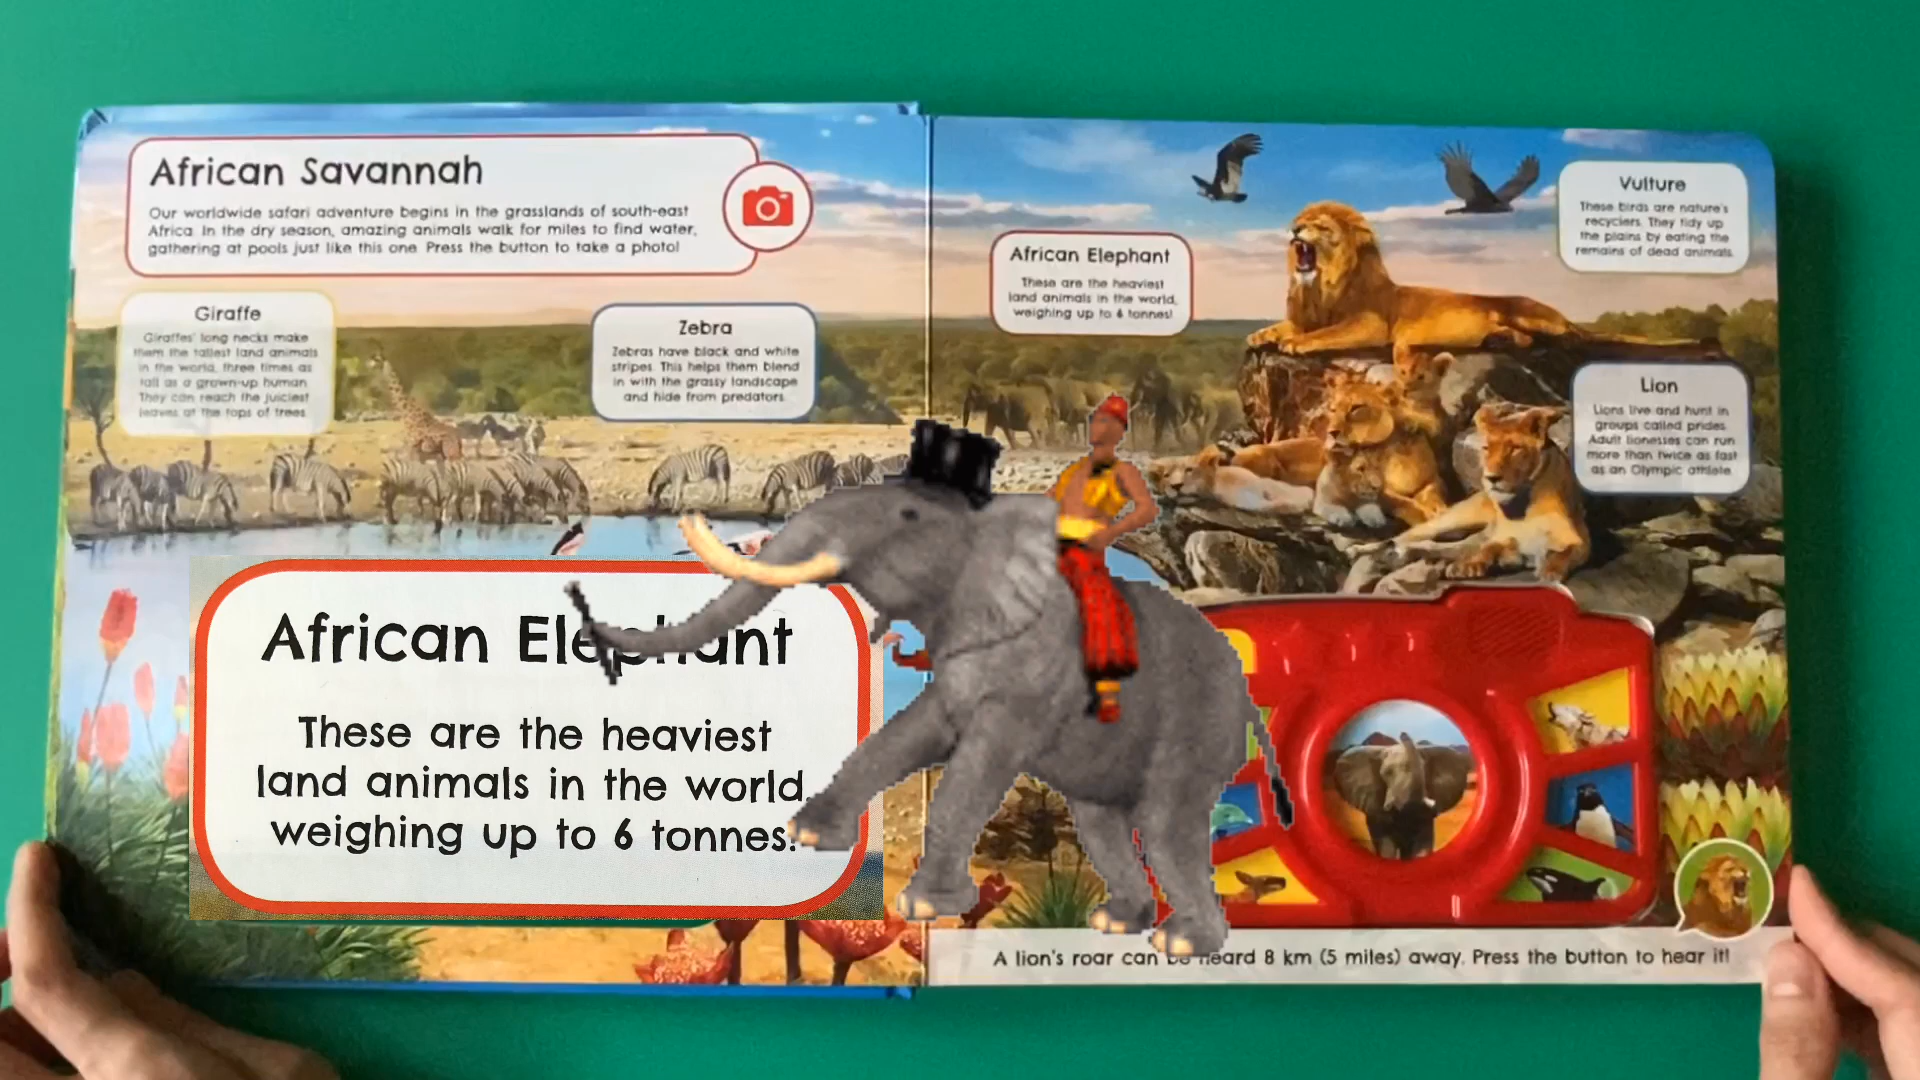 African Savannah
Our worldwide safari adventure begins in the grasslands of south-east
Africa. In the dry season, amazing animals walk for miles to find water,
gathering at pools just like this one. Press the button to take a photo!
Giraffe
Giraffes' long necks make
them the tallest land animals
in the world, three times as
tall as a grown-up human.
They can reach the juiciest
leaves at the tops of trees.
Zebra
Zebras have black and white
stripes. This helps them blend
in with the grassy landscape
and hide from predators.
African Elephant
These are the heaviest
land animals in the world,
weighing up to 6 tonnes!
Vulture
These birds are nature's
recyclers. They tidy up
the plains by eating the
remains of dead animals.
Lion
Lions live and hunt in
groups called prides.
Adult lionesses can run
more than twice as fast
as an Olympic athlete.
African Elephant
These are the heaviest
land animals in the world,
weighing up to 6 tonnes!
A lion's roar can be heard 8 km (5 miles) away. Press the button to hear it!